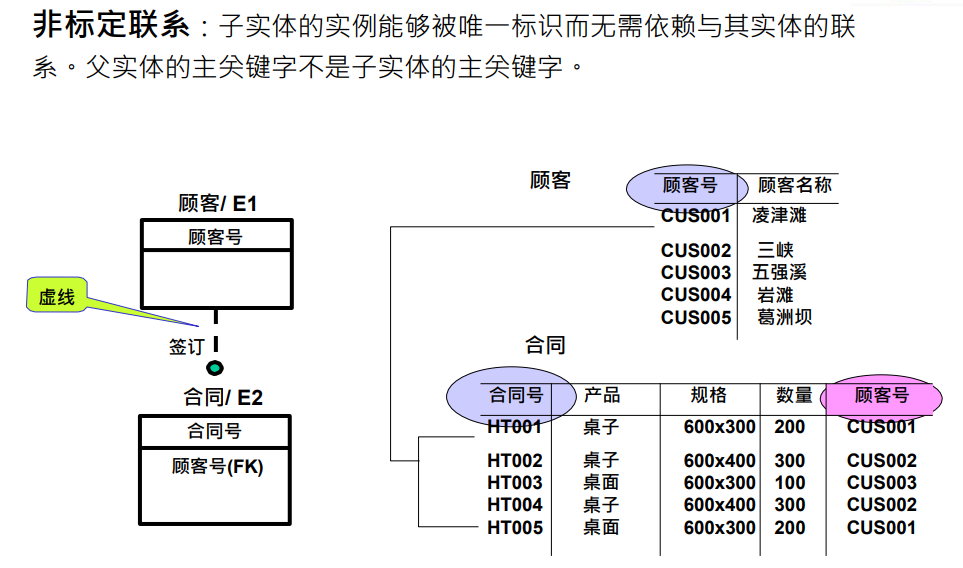 非标定联系：子实体的实例能够被唯一标识而无需依赖与其实体的联
系。父实体的主关键字不是子实体的主关键字。
顾客/ E1
顾客号
虚线
签订
合同/ E2
合同号
顾客号(FK)
顾客
顾客号 顾客名称
CUS001 凌津滩
CUS002 三峡
CUS003 五强溪
CUS004 岩滩
CUS005 葛洲坝
合同
合同号 产品 规格 数量 顾客号
HT001 桌子 600x300 200 CUS001
HT002 桌子 600x400 300 CUS002
HT003 桌面 600x300 100 CUS003
HT004 桌子 600x400 300 CUS002
HT005 桌面 600x300 200 CUS001